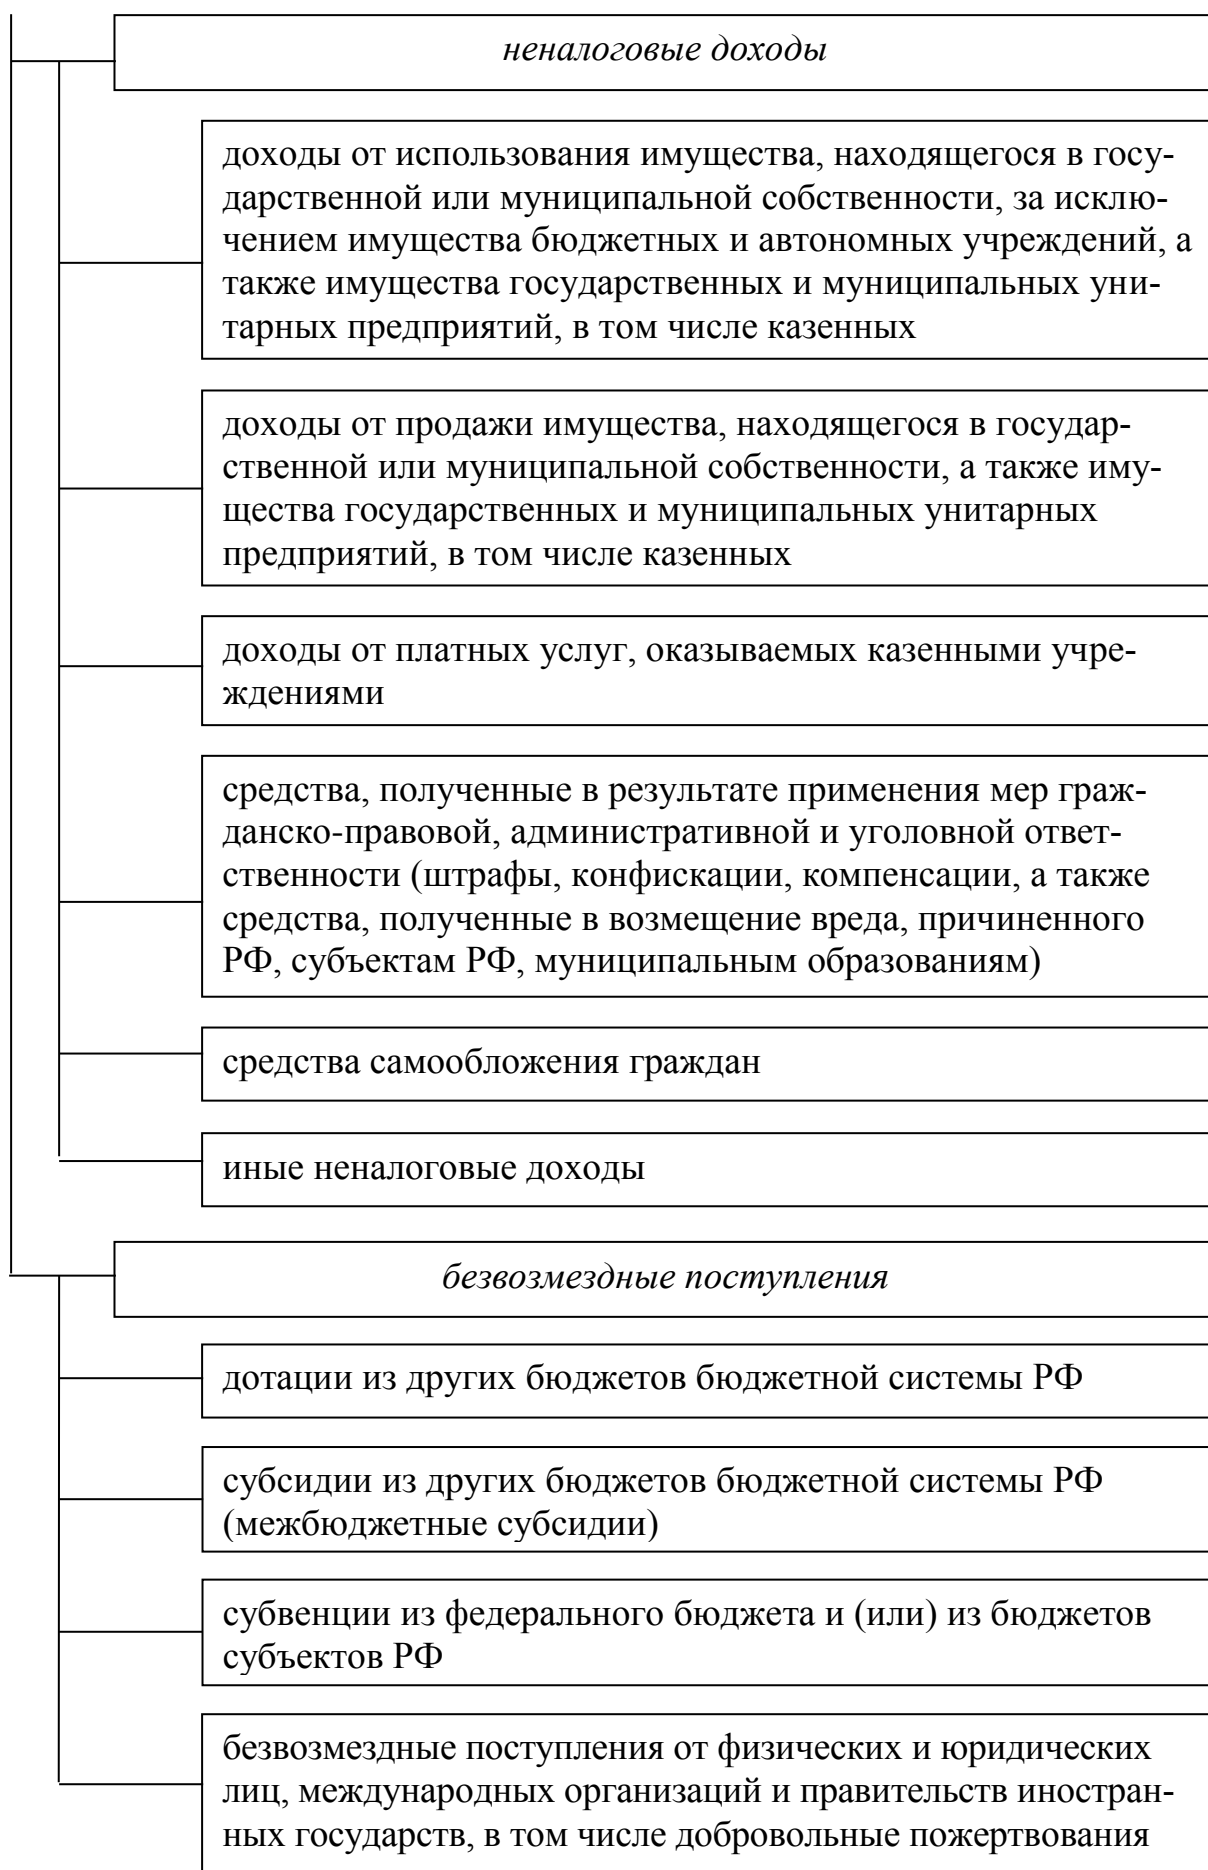 неналоговые доходы
доходы от использования имущества, находящегося в госу-
дарственной или муниципальной собственности, за исклю-
чением имущества бюджетных и автономных учреждений, а
также имущества государственных и муниципальных уни-
тарных предприятий, в том числе казенных
доходы от продажи имущества, находящегося в государ-
ственной или муниципальной собственности, а также иму-
щества государственных и муниципальных унитарных
предприятий, в том числе казенных
доходы от платных услуг, оказываемых казенными учре-
ждениями
средства, полученные в результате применения мер граж-
данско-правовой, административной и уголовной ответ-
ственности (штрафы, конфискации, компенсации, а также
средства, полученные в возмещение вреда, причиненного
РФ, субъектам РФ, муниципальным образованиям)
средства самообложения граждан
иные неналоговые доходы
безвозмездные поступления
дотации из других бюджетов бюджетной системы РФ
субсидии из других бюджетов бюджетной системы РФ
(межбюджетные субсидии)
субвенции из федерального бюджета и (или) из бюджетов
субъектов РФ
безвозмездные поступления от физических и юридических
лиц, международных организаций и правительств иностран-
ных государств, в том числе добровольные пожертвования